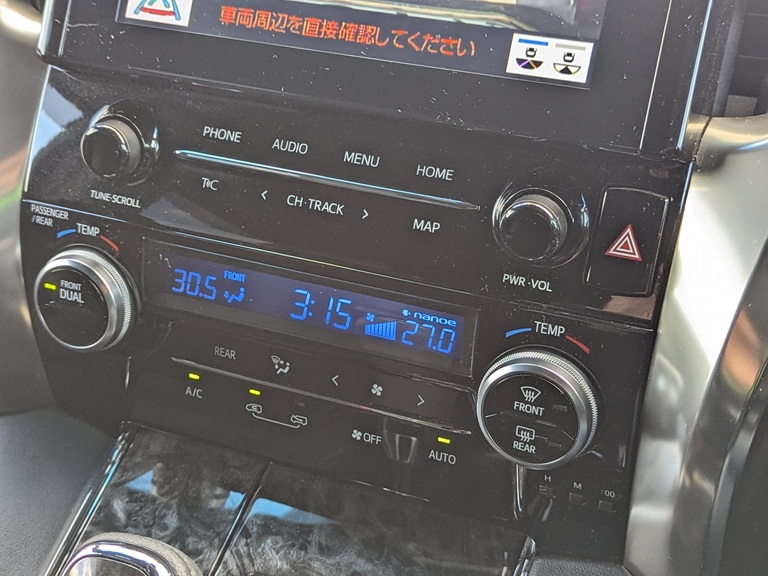 車両周辺を直接確認してください
PHONE
AUDIO
MENU
HOME
TUNE·SCROLL
T C
< CH·TRACK >
MAP
PWR·VOL
PASSENGER
/REAR
TEMP
FRONT
DUAL
30.5
FRONT
3:15
nanoe
27.0
TEMP
REAR
< >
A/C
OFF
AUTO
FRONT
REAR
H
M
:00